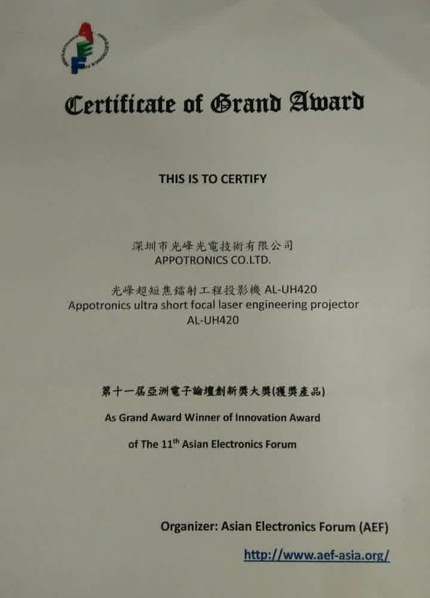 AEF
Certificate of Grand Award
THIS IS TO CERTIFY
深圳市光峰光電技術有限公司
APPOTRONICS CO.LTD.
光峰超短焦鐳射工程投影機 AL-UH420
Appotronics ultra short focal laser engineering projector
AL-UH420
第十一屆亞洲電子論壇創新獎大獎(獲獎產品)
As Grand Award Winner of Innovation Award
of The 11th Asian Electronics Forum
Organizer: Asian Electronics Forum (AEF)
http://www.aef-asia.org/